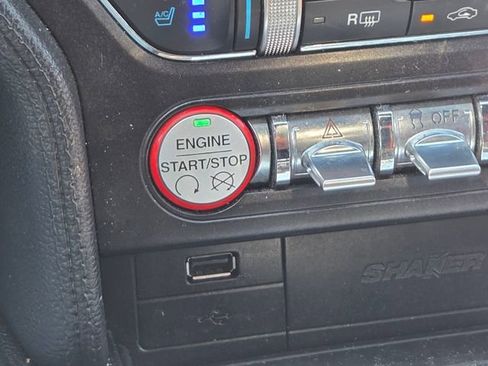 A/C
R
ENGINE
START/STOP
OFF
SHAKER